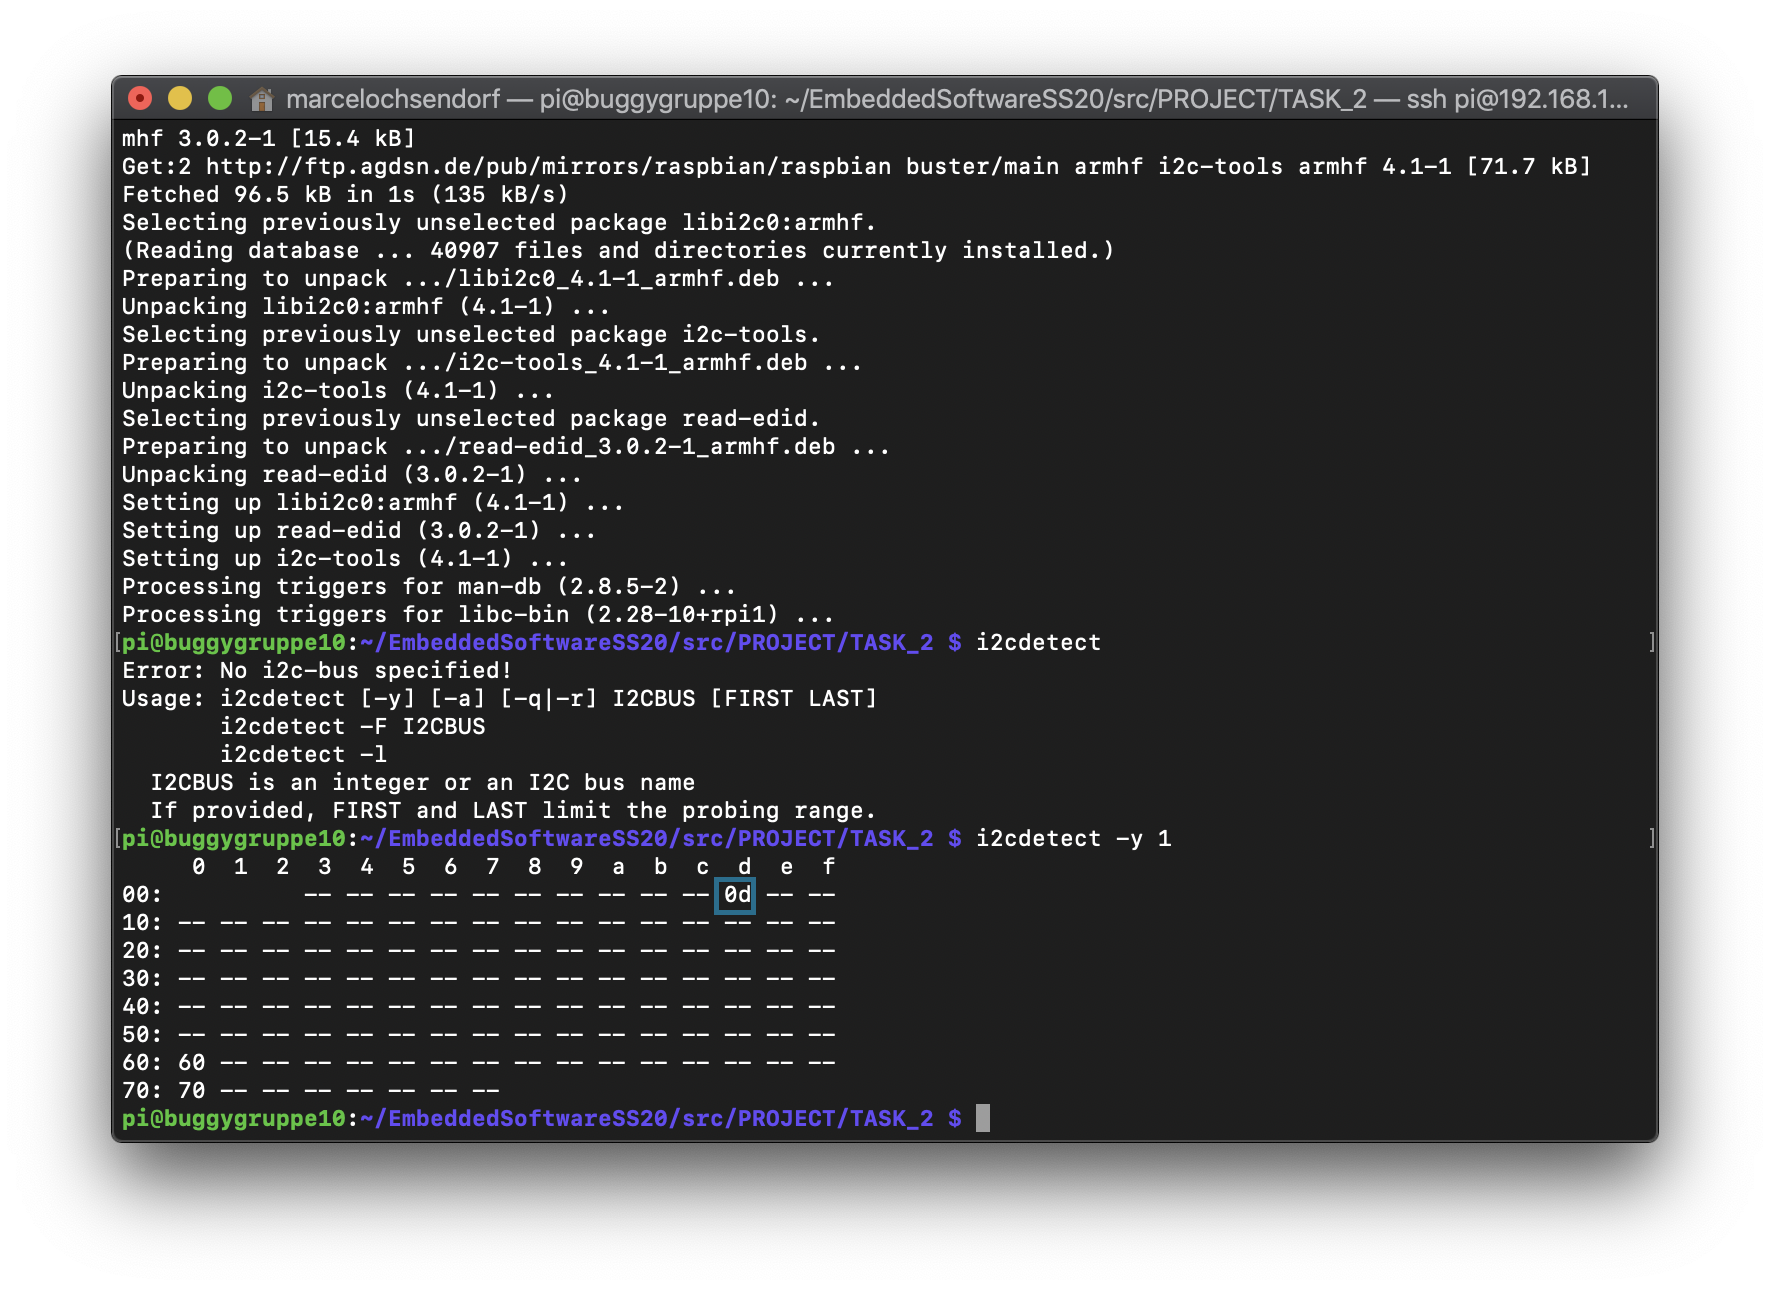 marcelochsendorf — pi@buggygruppe10: ~/EmbeddedSoftwareSS20/src/PROJECT/TASK_2 — ssh pi@192.168.1...
mhf 3.0.2-1 [15.4 kB]
Get:2 http://ftp.agdsn.de/pub/mirrors/raspbian/raspbian buster/main armhf i2c-tools armhf 4.1-1 [71.7 kB]
Fetched 96.5 kB in 1s (135 kB/s)
Selecting previously unselected package libi2c0:armhf.
(Reading database ... 40907 files and directories currently installed.)
Preparing to unpack .../libi2c0_4.1-1_armhf.deb ...
Unpacking libi2c0:armhf (4.1-1) ...
Selecting previously unselected package i2c-tools.
Preparing to unpack .../i2c-tools_4.1-1_armhf.deb ...
Unpacking i2c-tools (4.1-1) ...
Selecting previously unselected package read-edid.
Preparing to unpack .../read-edid_3.0.2-1_armhf.deb ...
Unpacking read-edid (3.0.2-1) ...
Setting up libi2c0:armhf (4.1-1) ...
Setting up read-edid (3.0.2-1) ...
Setting up i2c-tools (4.1-1) ...
Processing triggers for man-db (2.8.5-2) ...
Processing triggers for libc-bin (2.28-10+rpi1) ...
[pi@buggygruppe10:~/EmbeddedSoftwareSS20/src/PROJECT/TASK_2 $ i2cdetect ]
Error: No i2c-bus specified!
Usage: i2cdetect [-y] [-a] [-q|-r] I2CBUS [FIRST LAST]
       i2cdetect -F I2CBUS
       i2cdetect -l
  I2CBUS is an integer or an I2C bus name
  If provided, FIRST and LAST limit the probing range.
[pi@buggygruppe10:~/EmbeddedSoftwareSS20/src/PROJECT/TASK_2 $ i2cdetect -y 1 ]
     0  1  2  3  4  5  6  7  8  9  a  b  c  d  e  f
00:          -- -- -- -- -- -- -- -- -- -- 0d -- --
10: -- -- -- -- -- -- -- -- -- -- -- -- -- -- -- --
20: -- -- -- -- -- -- -- -- -- -- -- -- -- -- -- --
30: -- -- -- -- -- -- -- -- -- -- -- -- -- -- -- --
40: -- -- -- -- -- -- -- -- -- -- -- -- -- -- -- --
50: -- -- -- -- -- -- -- -- -- -- -- -- -- -- -- --
60: 60 -- -- -- -- -- -- -- -- -- -- -- -- -- -- --
70: 70 -- -- -- -- -- -- --
pi@buggygruppe10:~/EmbeddedSoftwareSS20/src/PROJECT/TASK_2 $